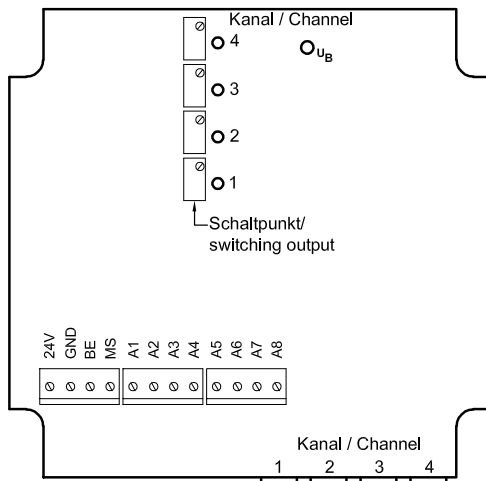 Kanal / Channel
4
U_B
3
2
1
Schaltpunkt/
switching output
24V GND BE MS A1 A2 A3 A4 A5 A6 A7 A8
Kanal / Channel
1 2 3 4